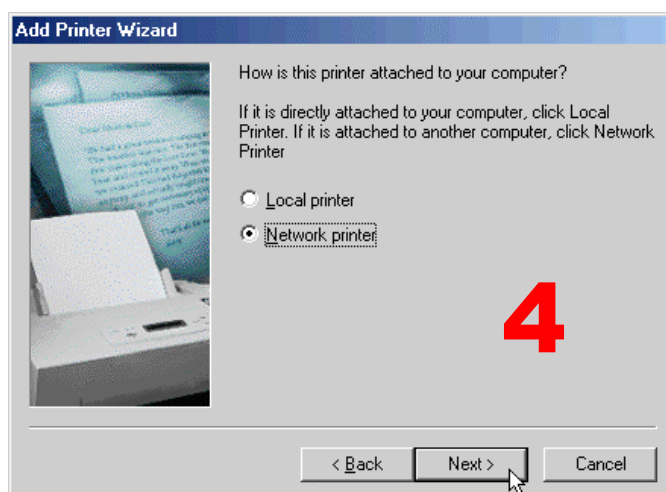 Add Printer Wizard
How is this printer attached to your computer?
If it is directly attached to your computer, click Local
Printer. If it is attached to another computer, click Network
Printer
Local printer
Network printer
4
< Back
Next >
Cancel